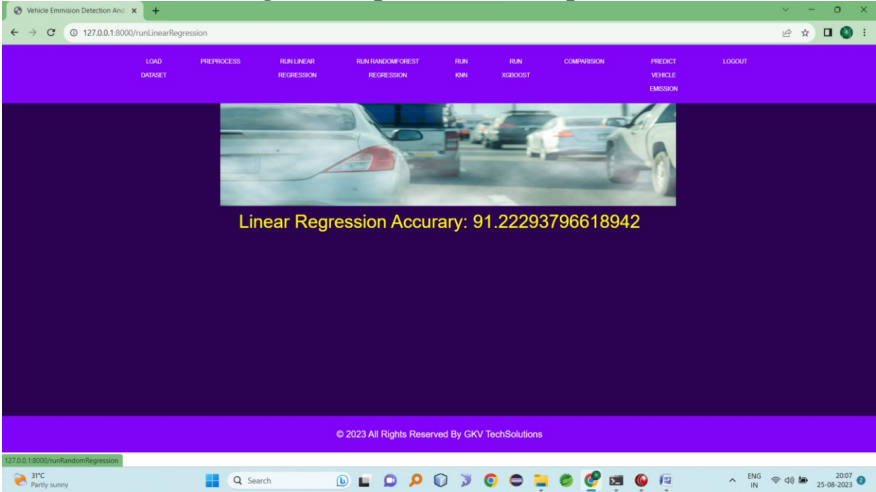 Vehicle Emmision Detection And
127.0.0.1:8000/runLinearRegression
LOAD DATASET
PREPROCESS
RUN LINEAR REGRESSION
RUN RANDOMFOREST REGRESSION
RUN KNN
RUN XGBOOST
COMPARISION
PREDICT VEHICLE EMISSION
LOGOUT
Linear Regression Accurary: 91.22293796618942
© 2023 All Rights Reserved By GKV TechSolutions
127.0.0.1:8000/runRandomRegression
31°C
Partly sunny
Search
ENG
IN
20:07
25-08-2023